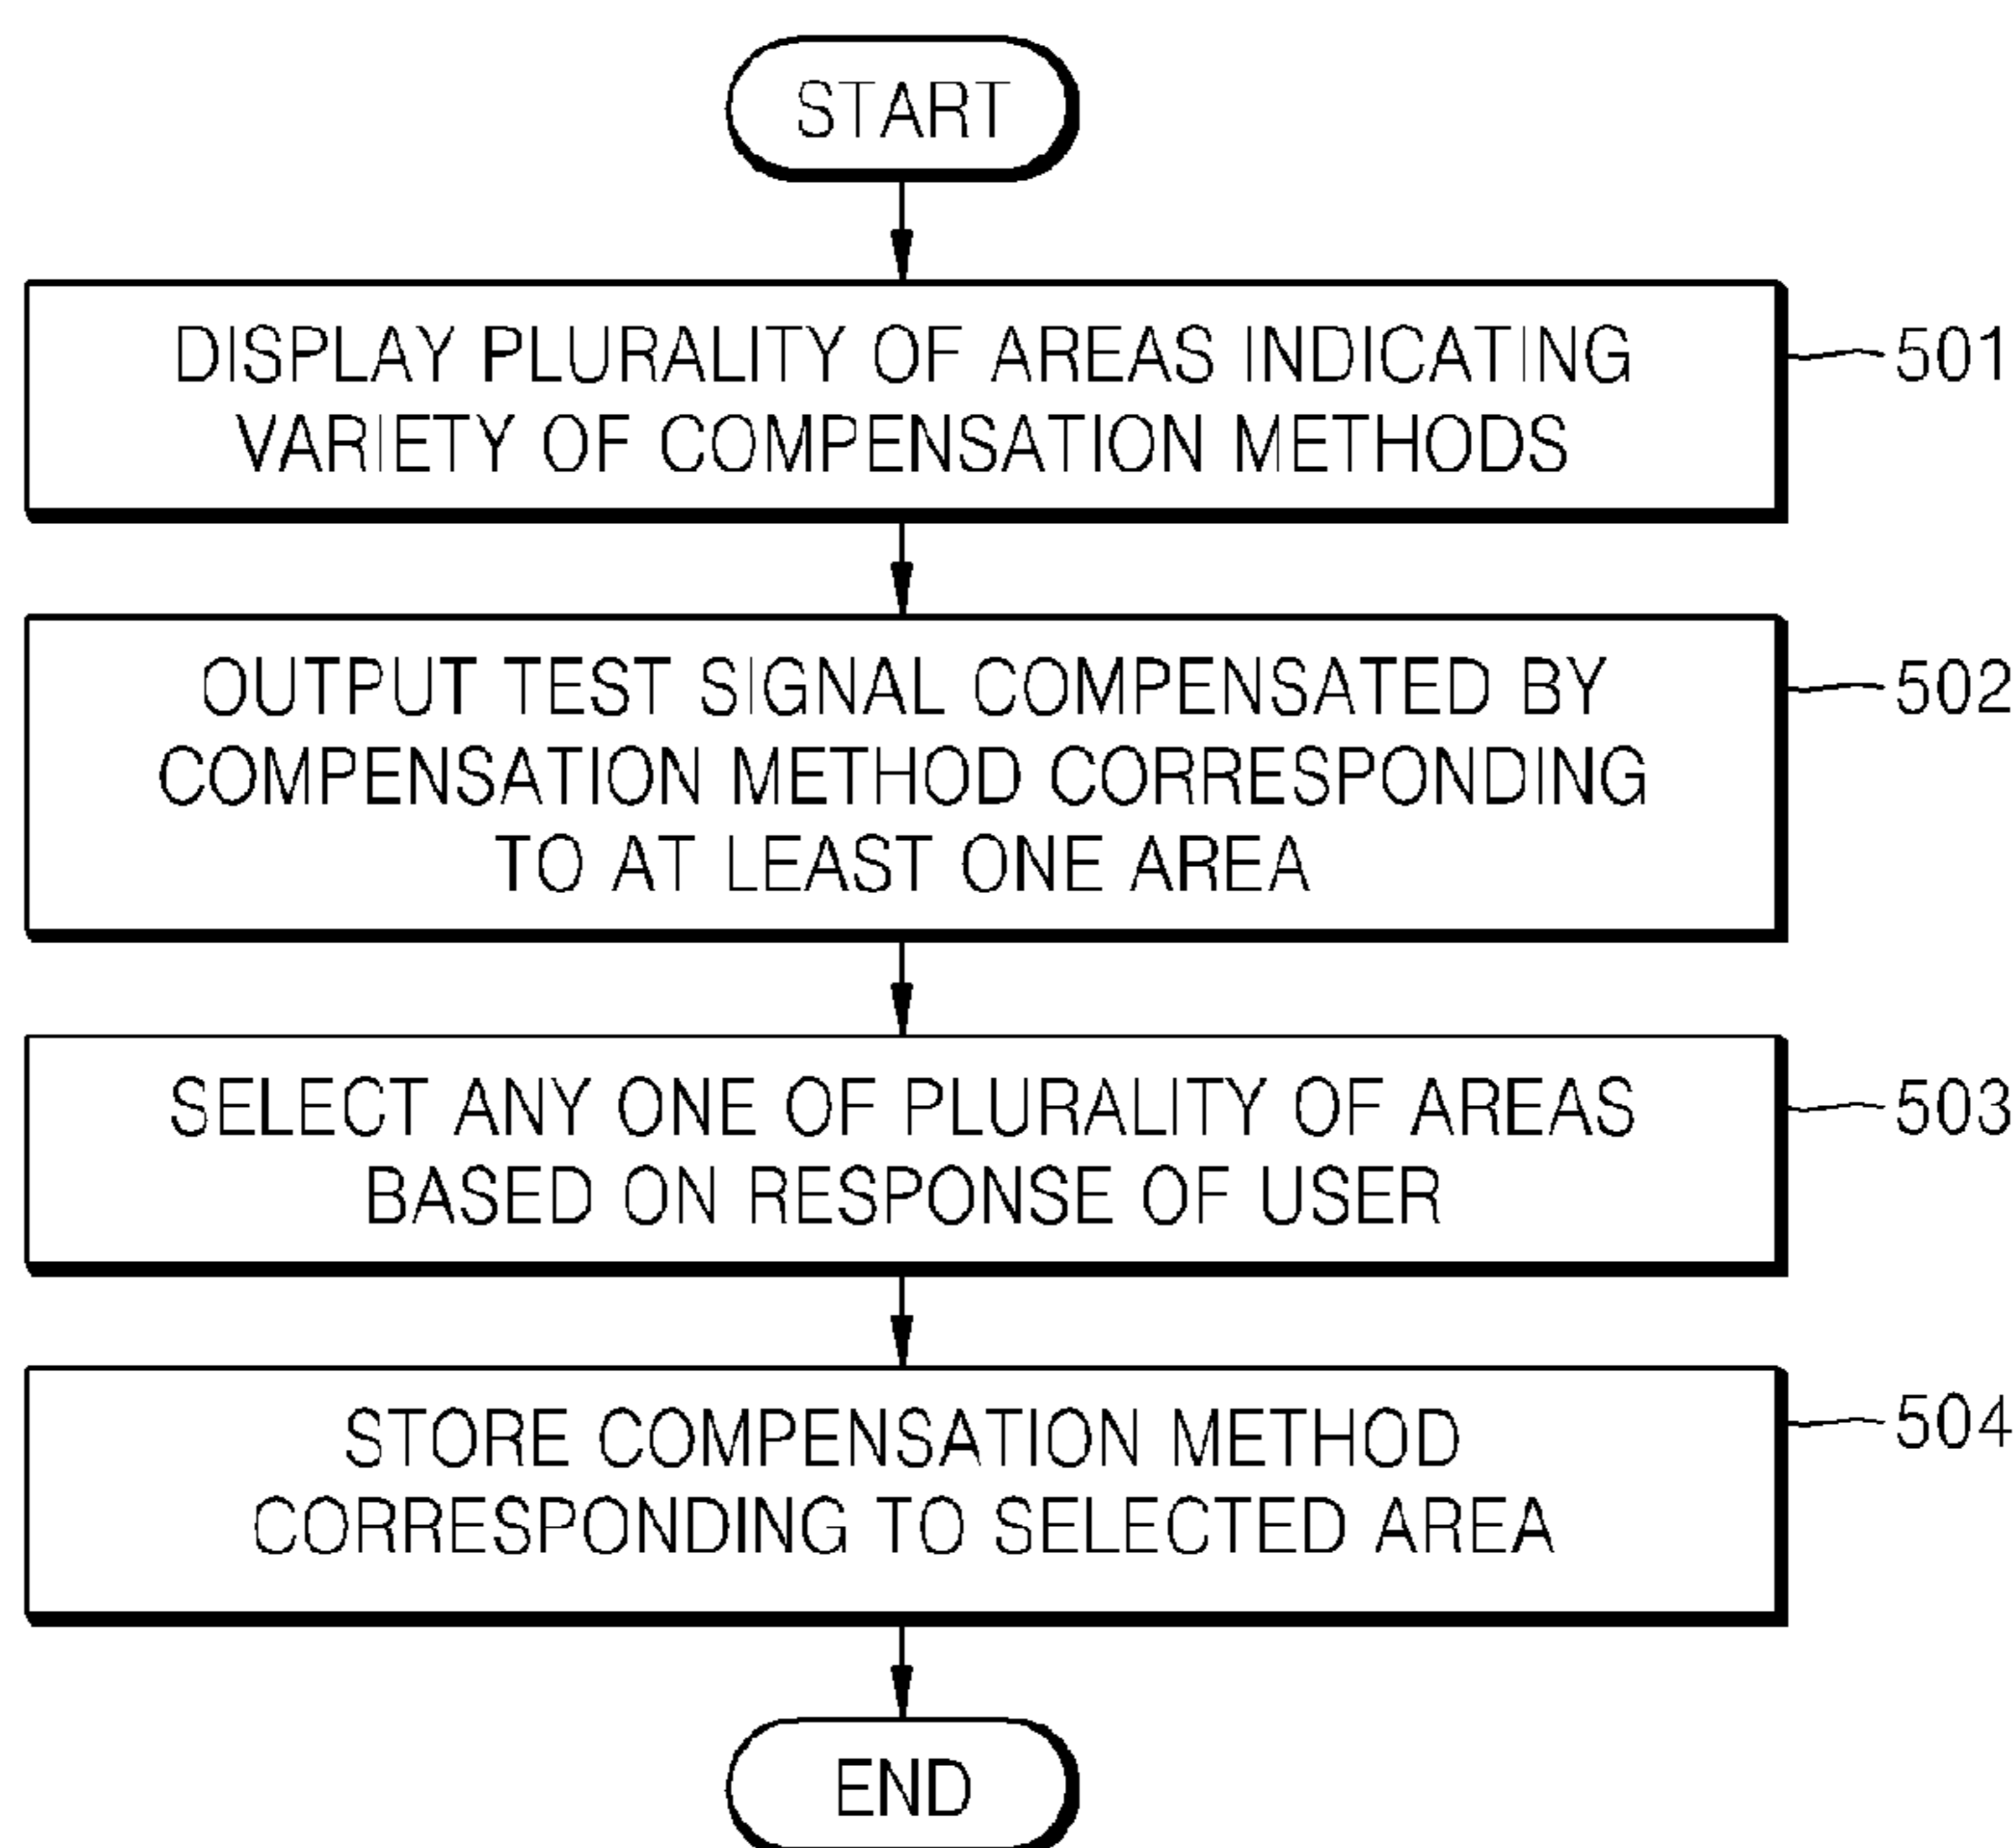 START
DISPLAY PLURALITY OF AREAS INDICATING
VARIETY OF COMPENSATION METHODS
501
OUTPUT TEST SIGNAL COMPENSATED BY
COMPENSATION METHOD CORRESPONDING
TO AT LEAST ONE AREA
502
SELECT ANY ONE OF PLURALITY OF AREAS
BASED ON RESPONSE OF USER
503
STORE COMPENSATION METHOD
CORRESPONDING TO SELECTED AREA
504
END